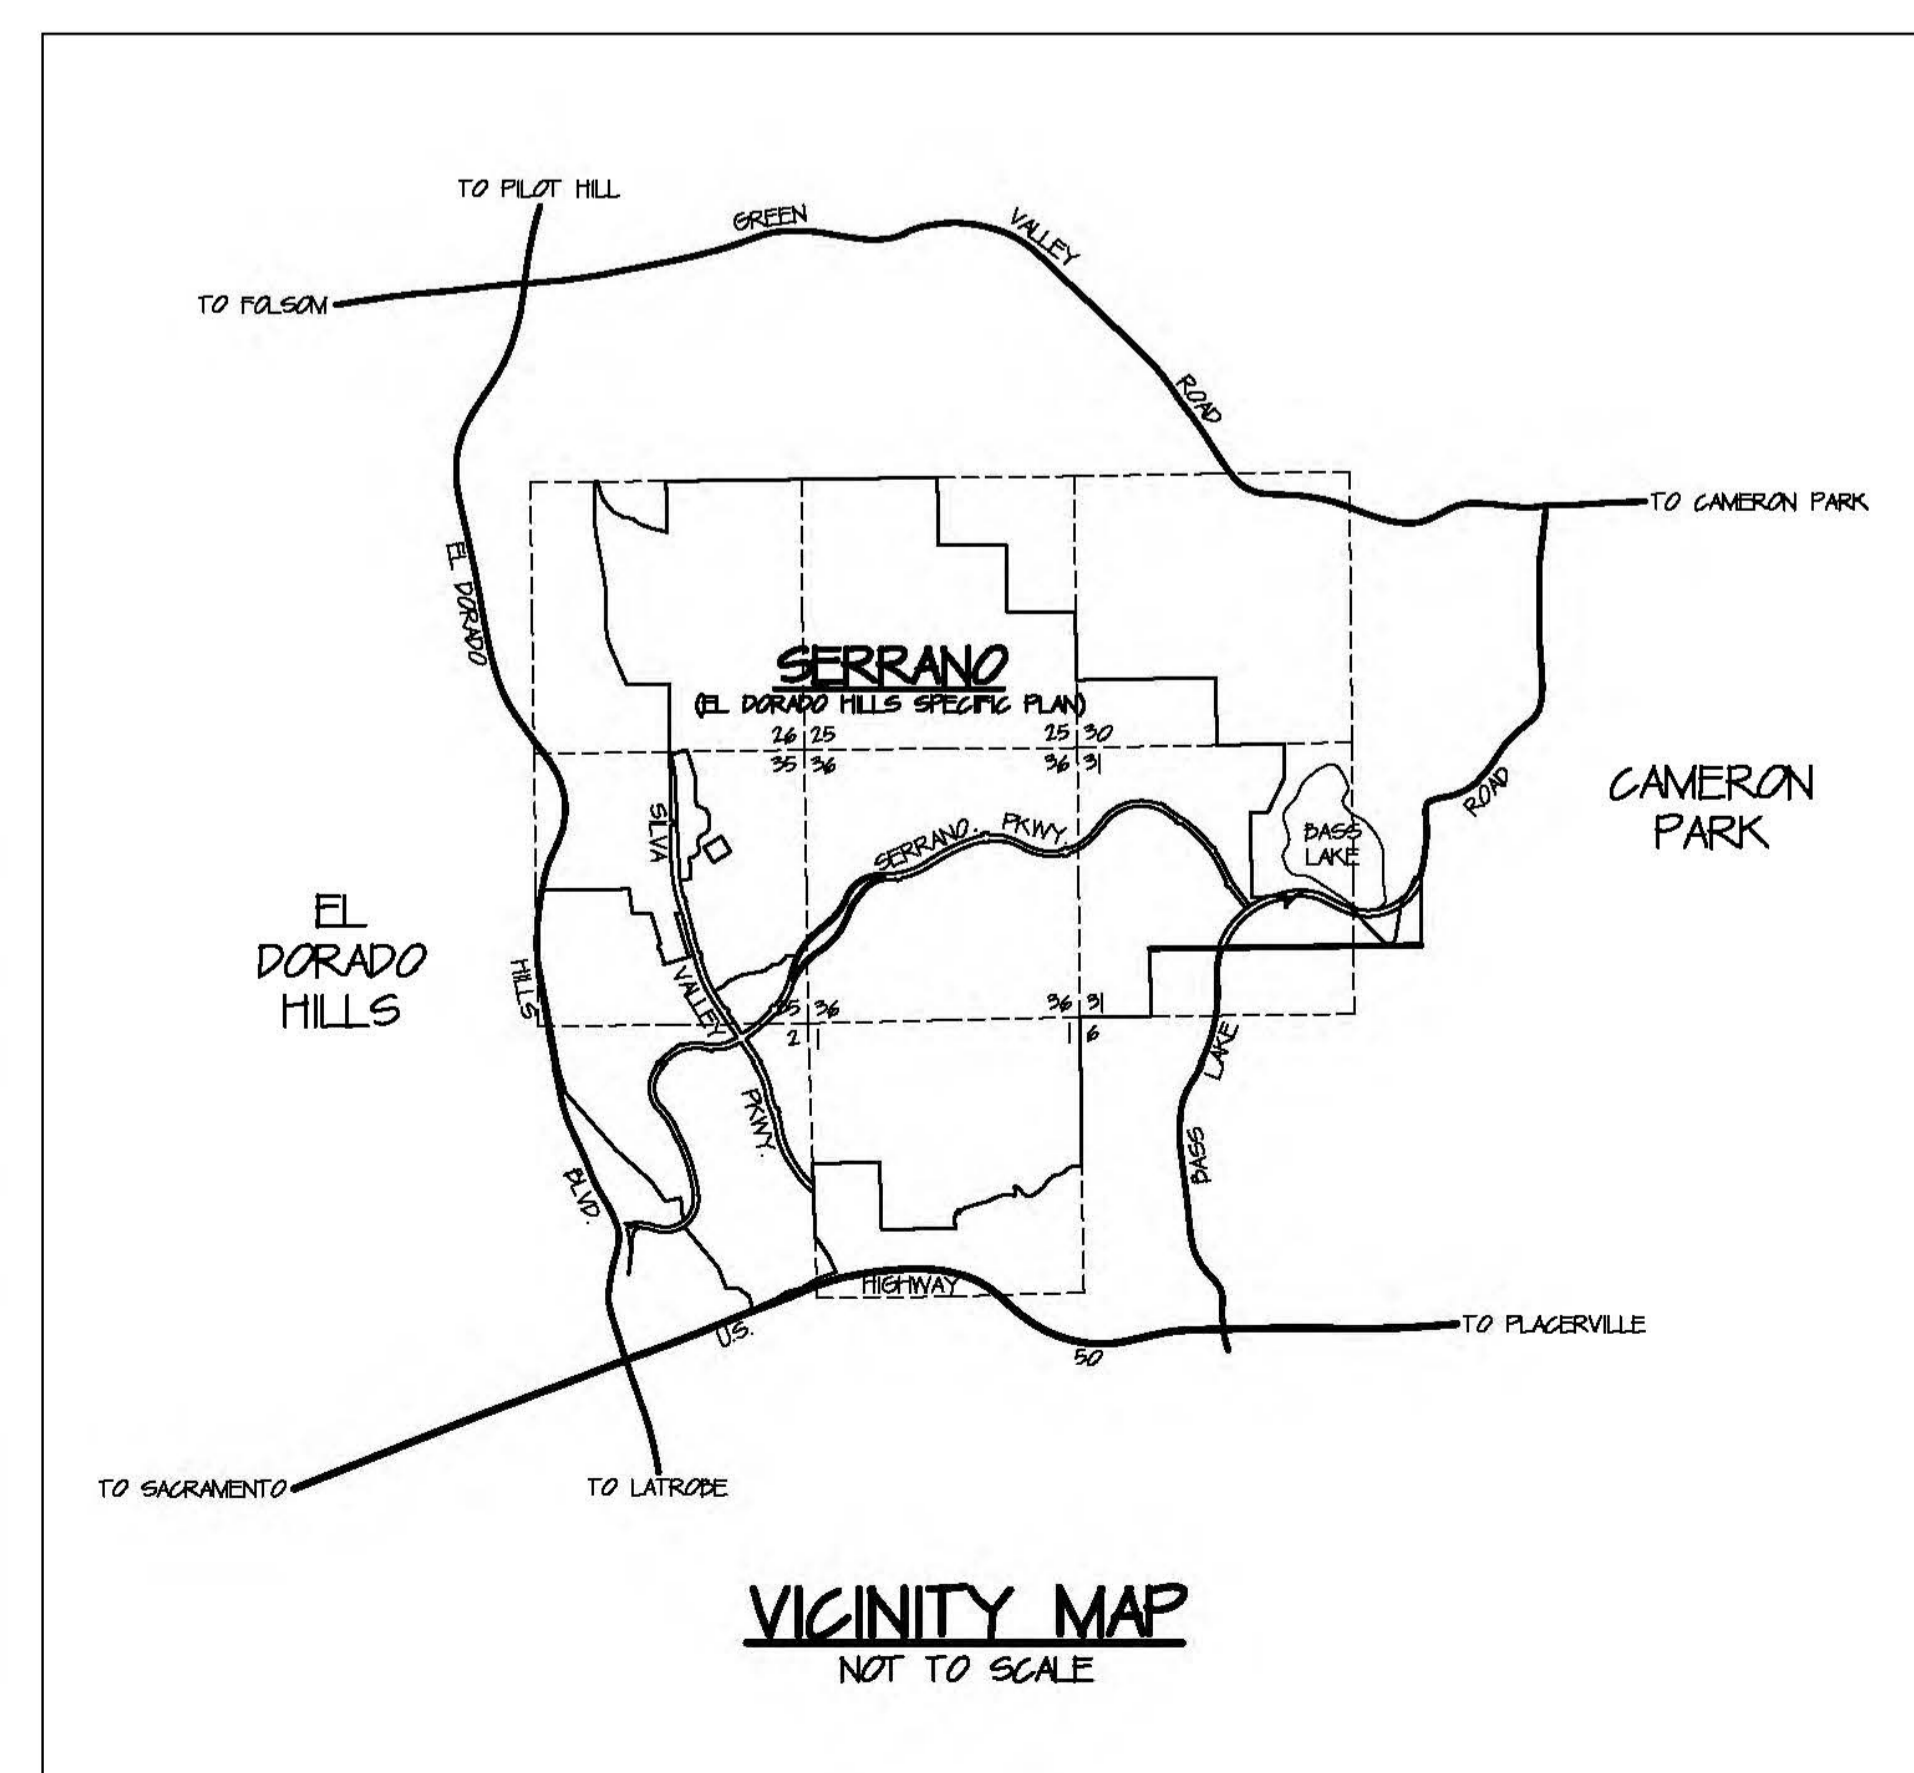 TO PILOT HILL
GREEN
VALLEY
TO FOLSOM
ROAD
TO CAMERON PARK
EL DORADO
SERRANO
(EL DORADO HILLS SPECIFIC PLAN)
26 25
25 30
35 36
36 31
CAMERON
PARK
ROAD
SILVA
SERRANO
PKWY.
BASS
LAKE
EL
DORADO
HILLS
HILLS
VALLEY
35 36
36 31
2 1
1 6
LAKE
PKWY.
BASS
BLVD.
HIGHWAY
U.S.
TO PLACERVILLE
50
TO SACRAMENTO
TO LATROBE
VICINITY MAP
NOT TO SCALE